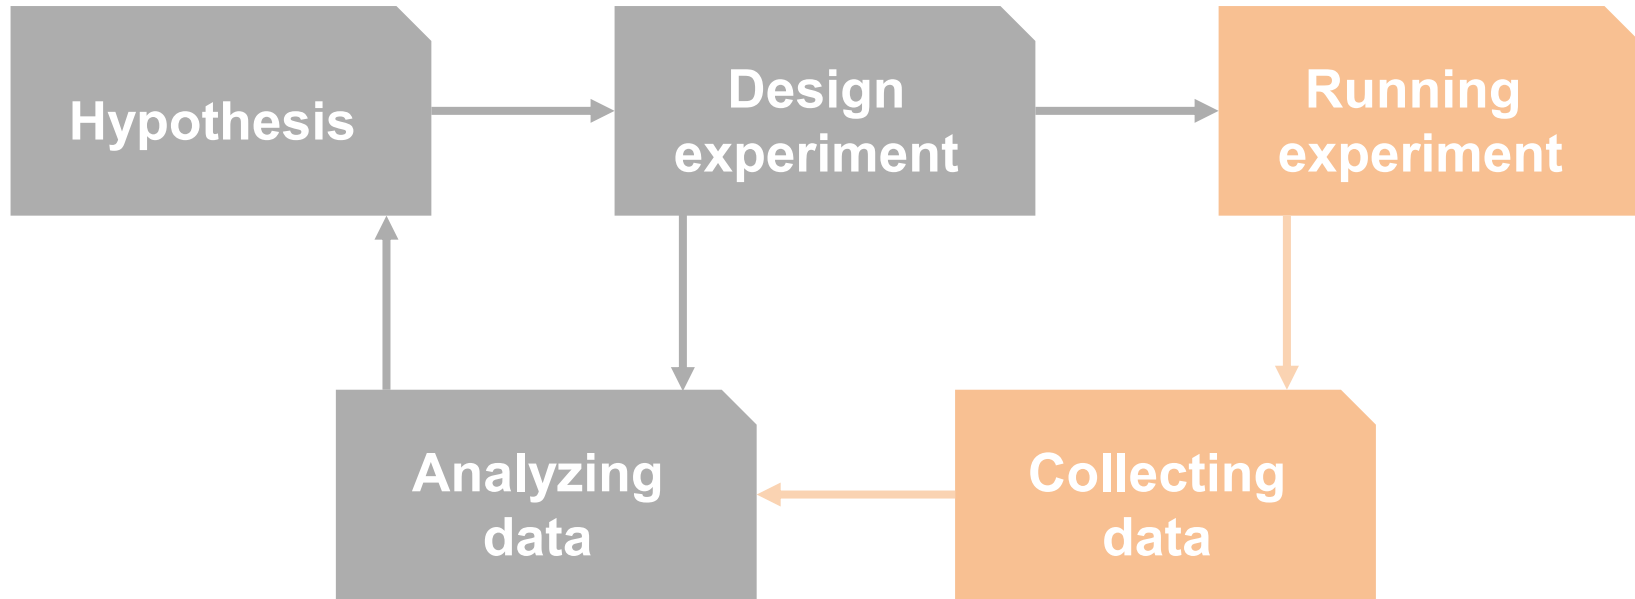 Hypothesis
Design
experiment
Running
experiment
Analyzing
data
Collecting
data